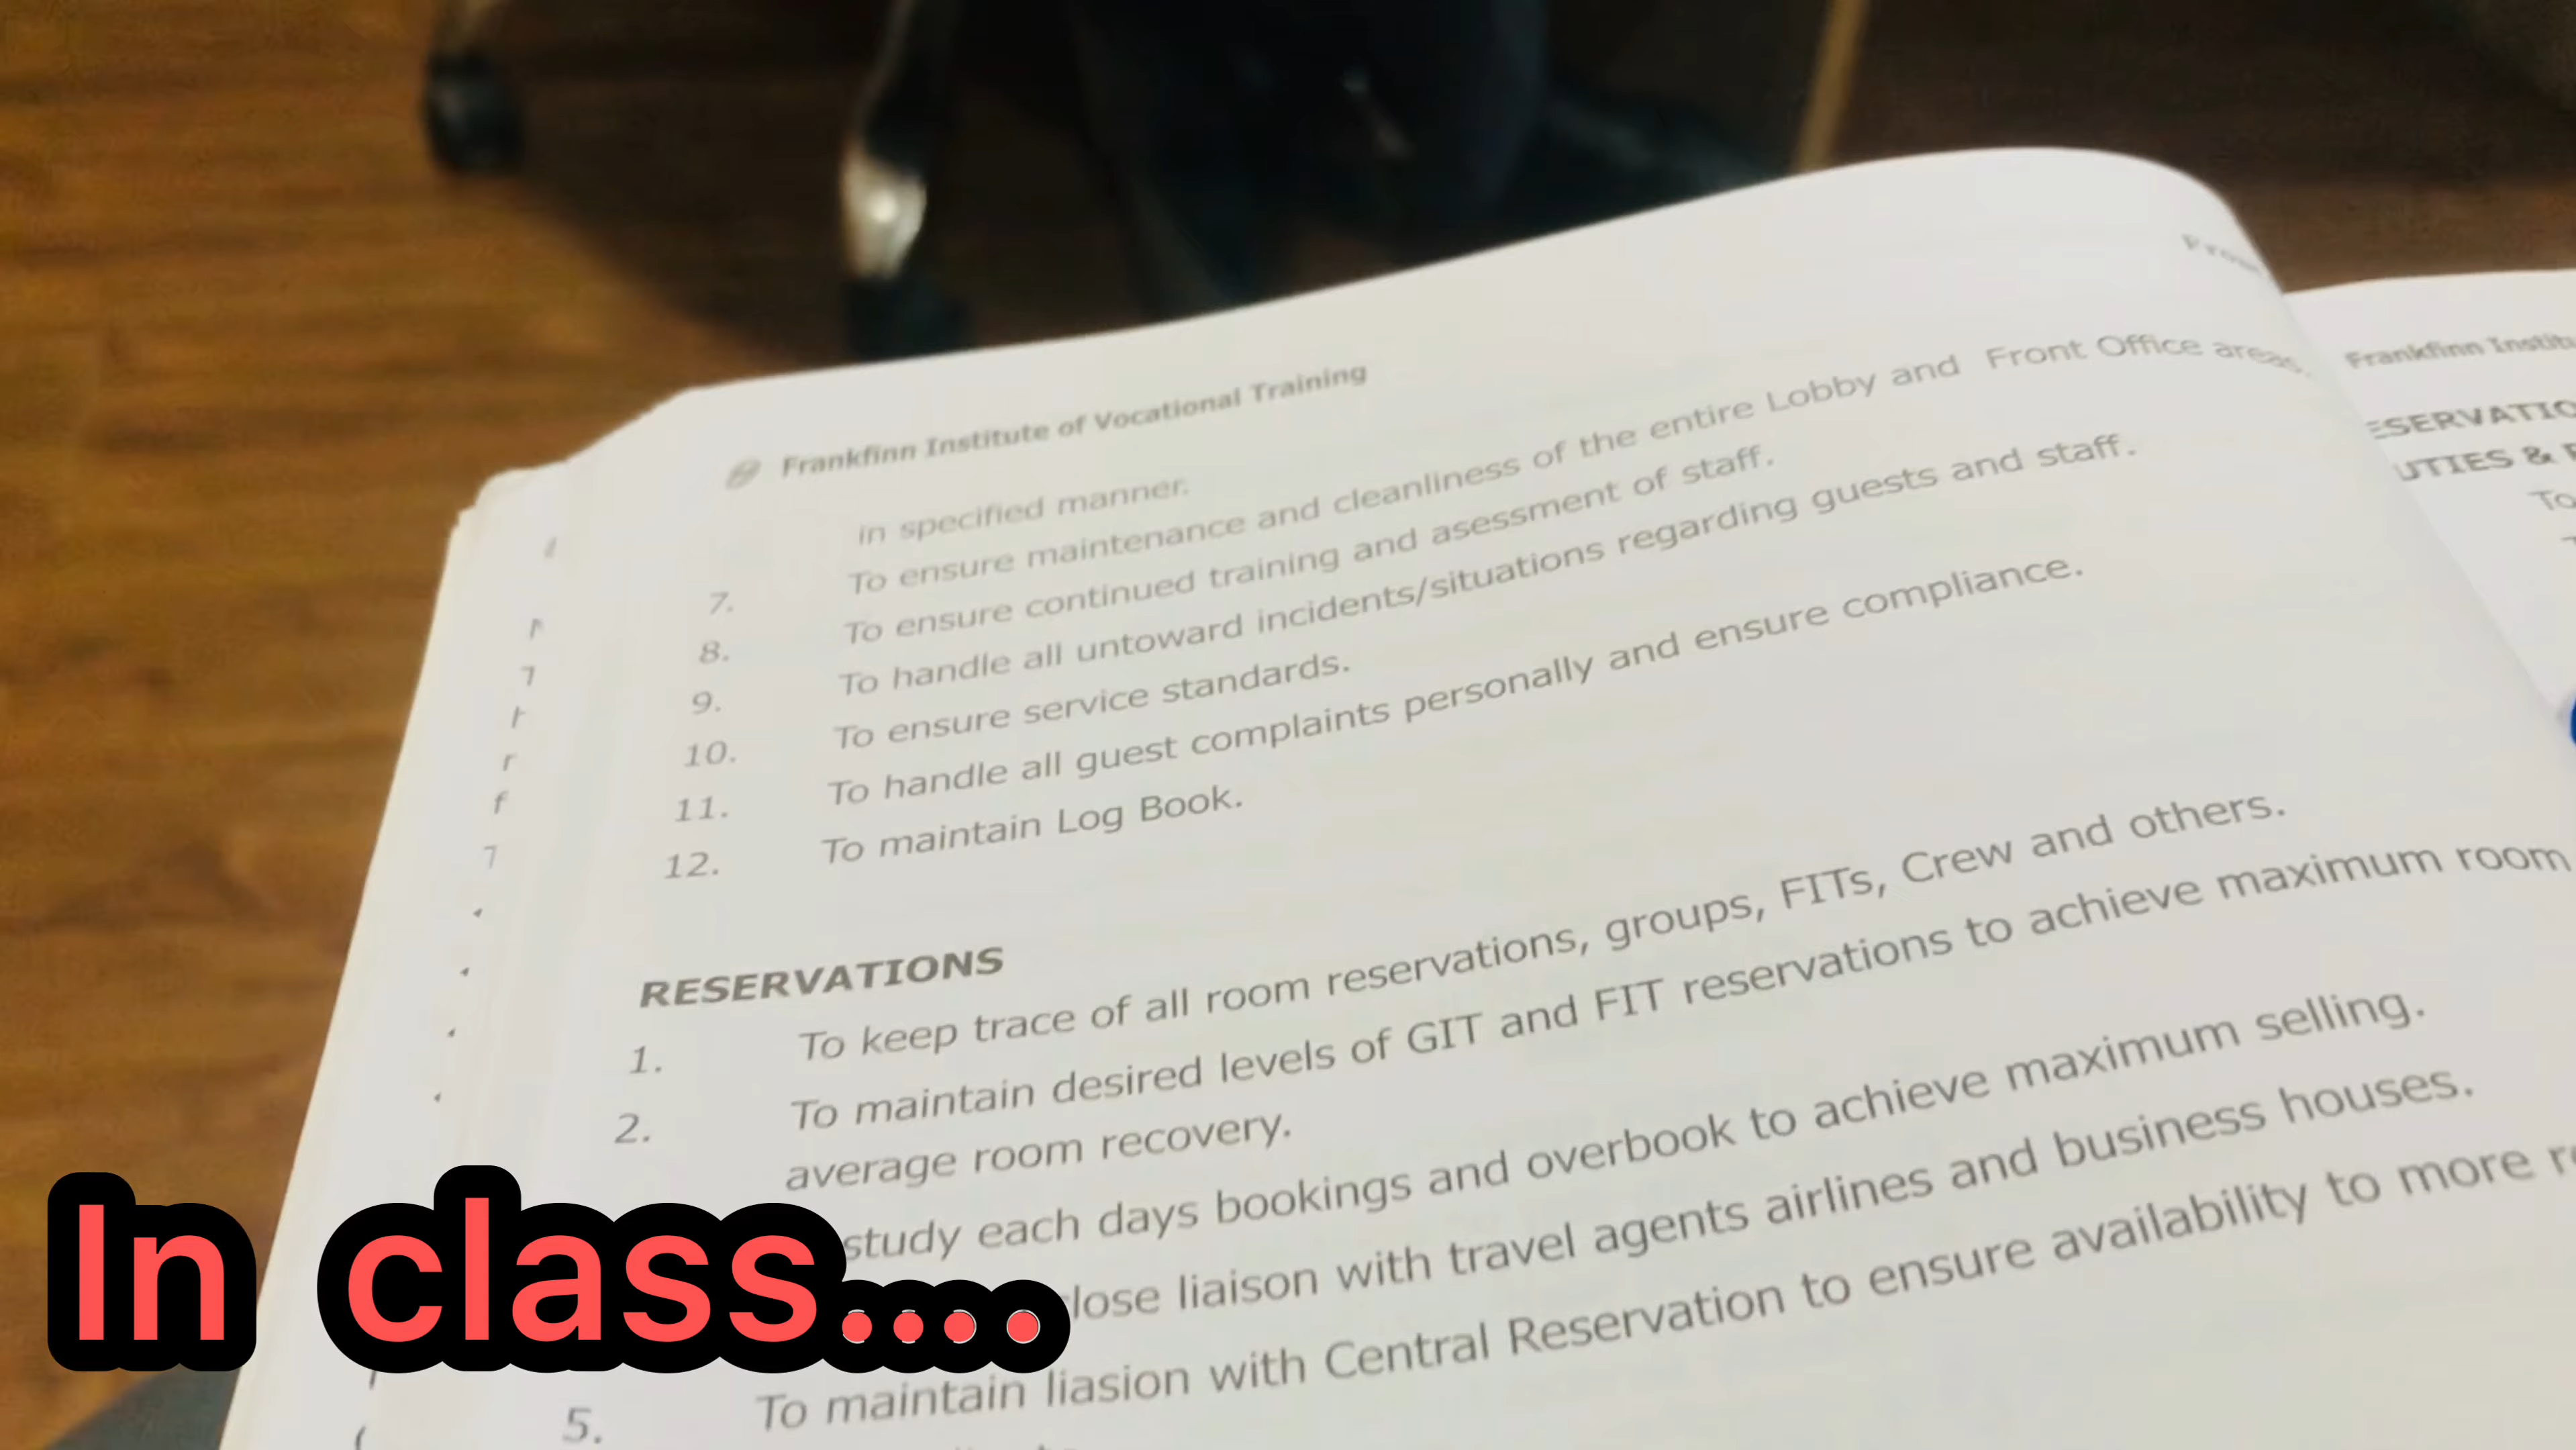 Frankfinn Institute of Vocational Training
in specified manner.
7. To ensure maintenance and cleanliness of the entire Lobby and Front Office areas.
8. To ensure continued training and asessment of staff.
9. To handle all untoward incidents/situations regarding guests and staff.
10. To ensure service standards.
11. To handle all guest complaints personally and ensure compliance.
12. To maintain Log Book.
RESERVATIONS
1. To keep trace of all room reservations, groups, FITs, Crew and others.
2. To maintain desired levels of GIT and FIT reservations to achieve maximum room
average room recovery.
study each days bookings and overbook to achieve maximum selling.
lose liaison with travel agents airlines and business houses.
5. To maintain liasion with Central Reservation to ensure availability to more
Frankfinn
UTIES &
To
In class....